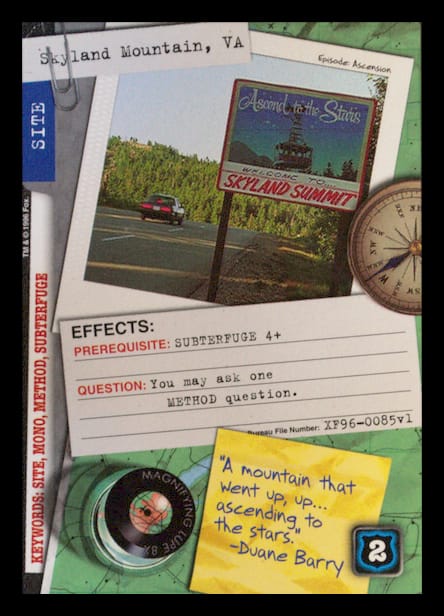 Skyland Mountain, VA
Episode: Ascension
SITE
TM & © 1996 Fox.
KEYWORDS: SITE, MONO, METHOD, SUBTERFUGE
Ascend to the Stars
WELCOME TO...
SKYLAND SUMMIT
EFFECTS:
PREREQUISITE: SUBTERFUGE 4+
QUESTION: You may ask one
METHOD question.
Bureau File Number: XF96-0085v1
MAGNIFYING LUPE 8X
"A mountain that
went up, up...
ascending to
the stars."
-Duane Barry
2